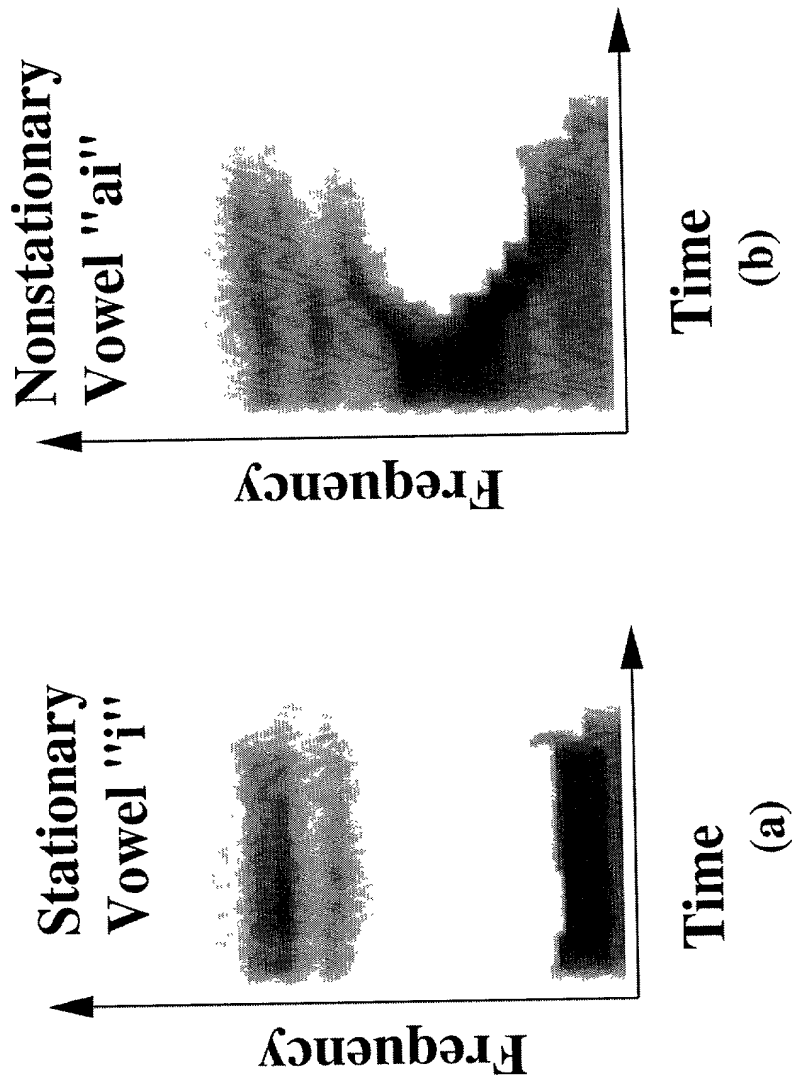 Stationary
Vowel "i"
Frequency
Time
(a)
Nonstationary
Vowel "ai"
Frequency
Time
(b)